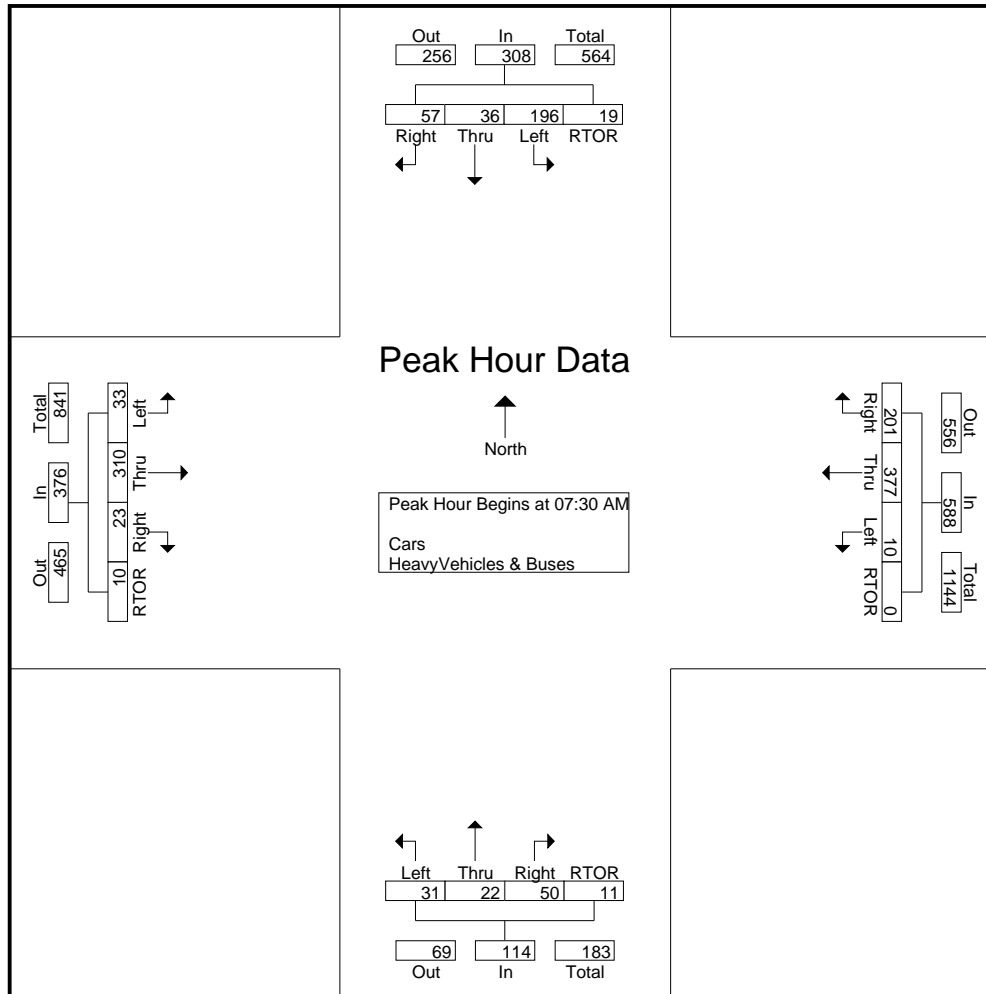 Out In Total
256 308 564
57 36 196 19
Right Thru Left RTOR
Peak Hour Data
North
Peak Hour Begins at 07:30 AM
Cars
HeavyVehicles & Buses
Total In Out
841 376 465
33 310 23 10
Left Thru Right RTOR
Out In Total
556 588 1144
201 377 10 0
Right Thru Left RTOR
Left Thru Right RTOR
31 22 50 11
69 114 183
Out In Total